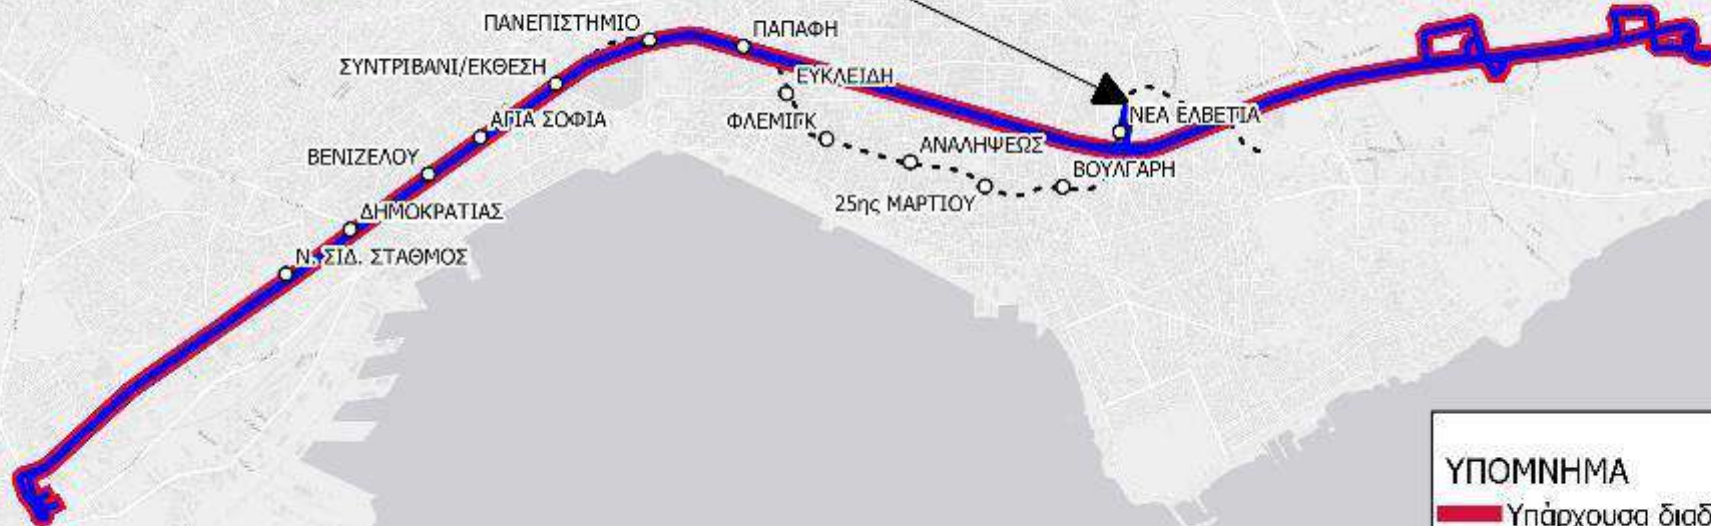 ΠΑΝΕΠΙΣΤΗΜΙΟ
ΠΑΠΑΦΗ
ΣΥΝΤΡΙΒΑΝΙ/ΕΚΘΕΣΗ
ΕΥΚΛΕΙΔΗ
ΑΓΙΑ ΣΟΦΙΑ
ΦΛΕΜΙΓΚ
ΝΕΑ ΕΛΒΕΤΙΑ
ΒΕΝΙΖΕΛΟΥ
ΑΝΑΛΗΨΕΩΣ
ΒΟΥΛΓΑΡΗ
25ης ΜΑΡΤΙΟΥ
ΔΗΜΟΚΡΑΤΙΑΣ
Ν. ΣΙΔ. ΣΤΑΘΜΟΣ
ΥΠΟΜΝΗΜΑ
Υπάρχουσα